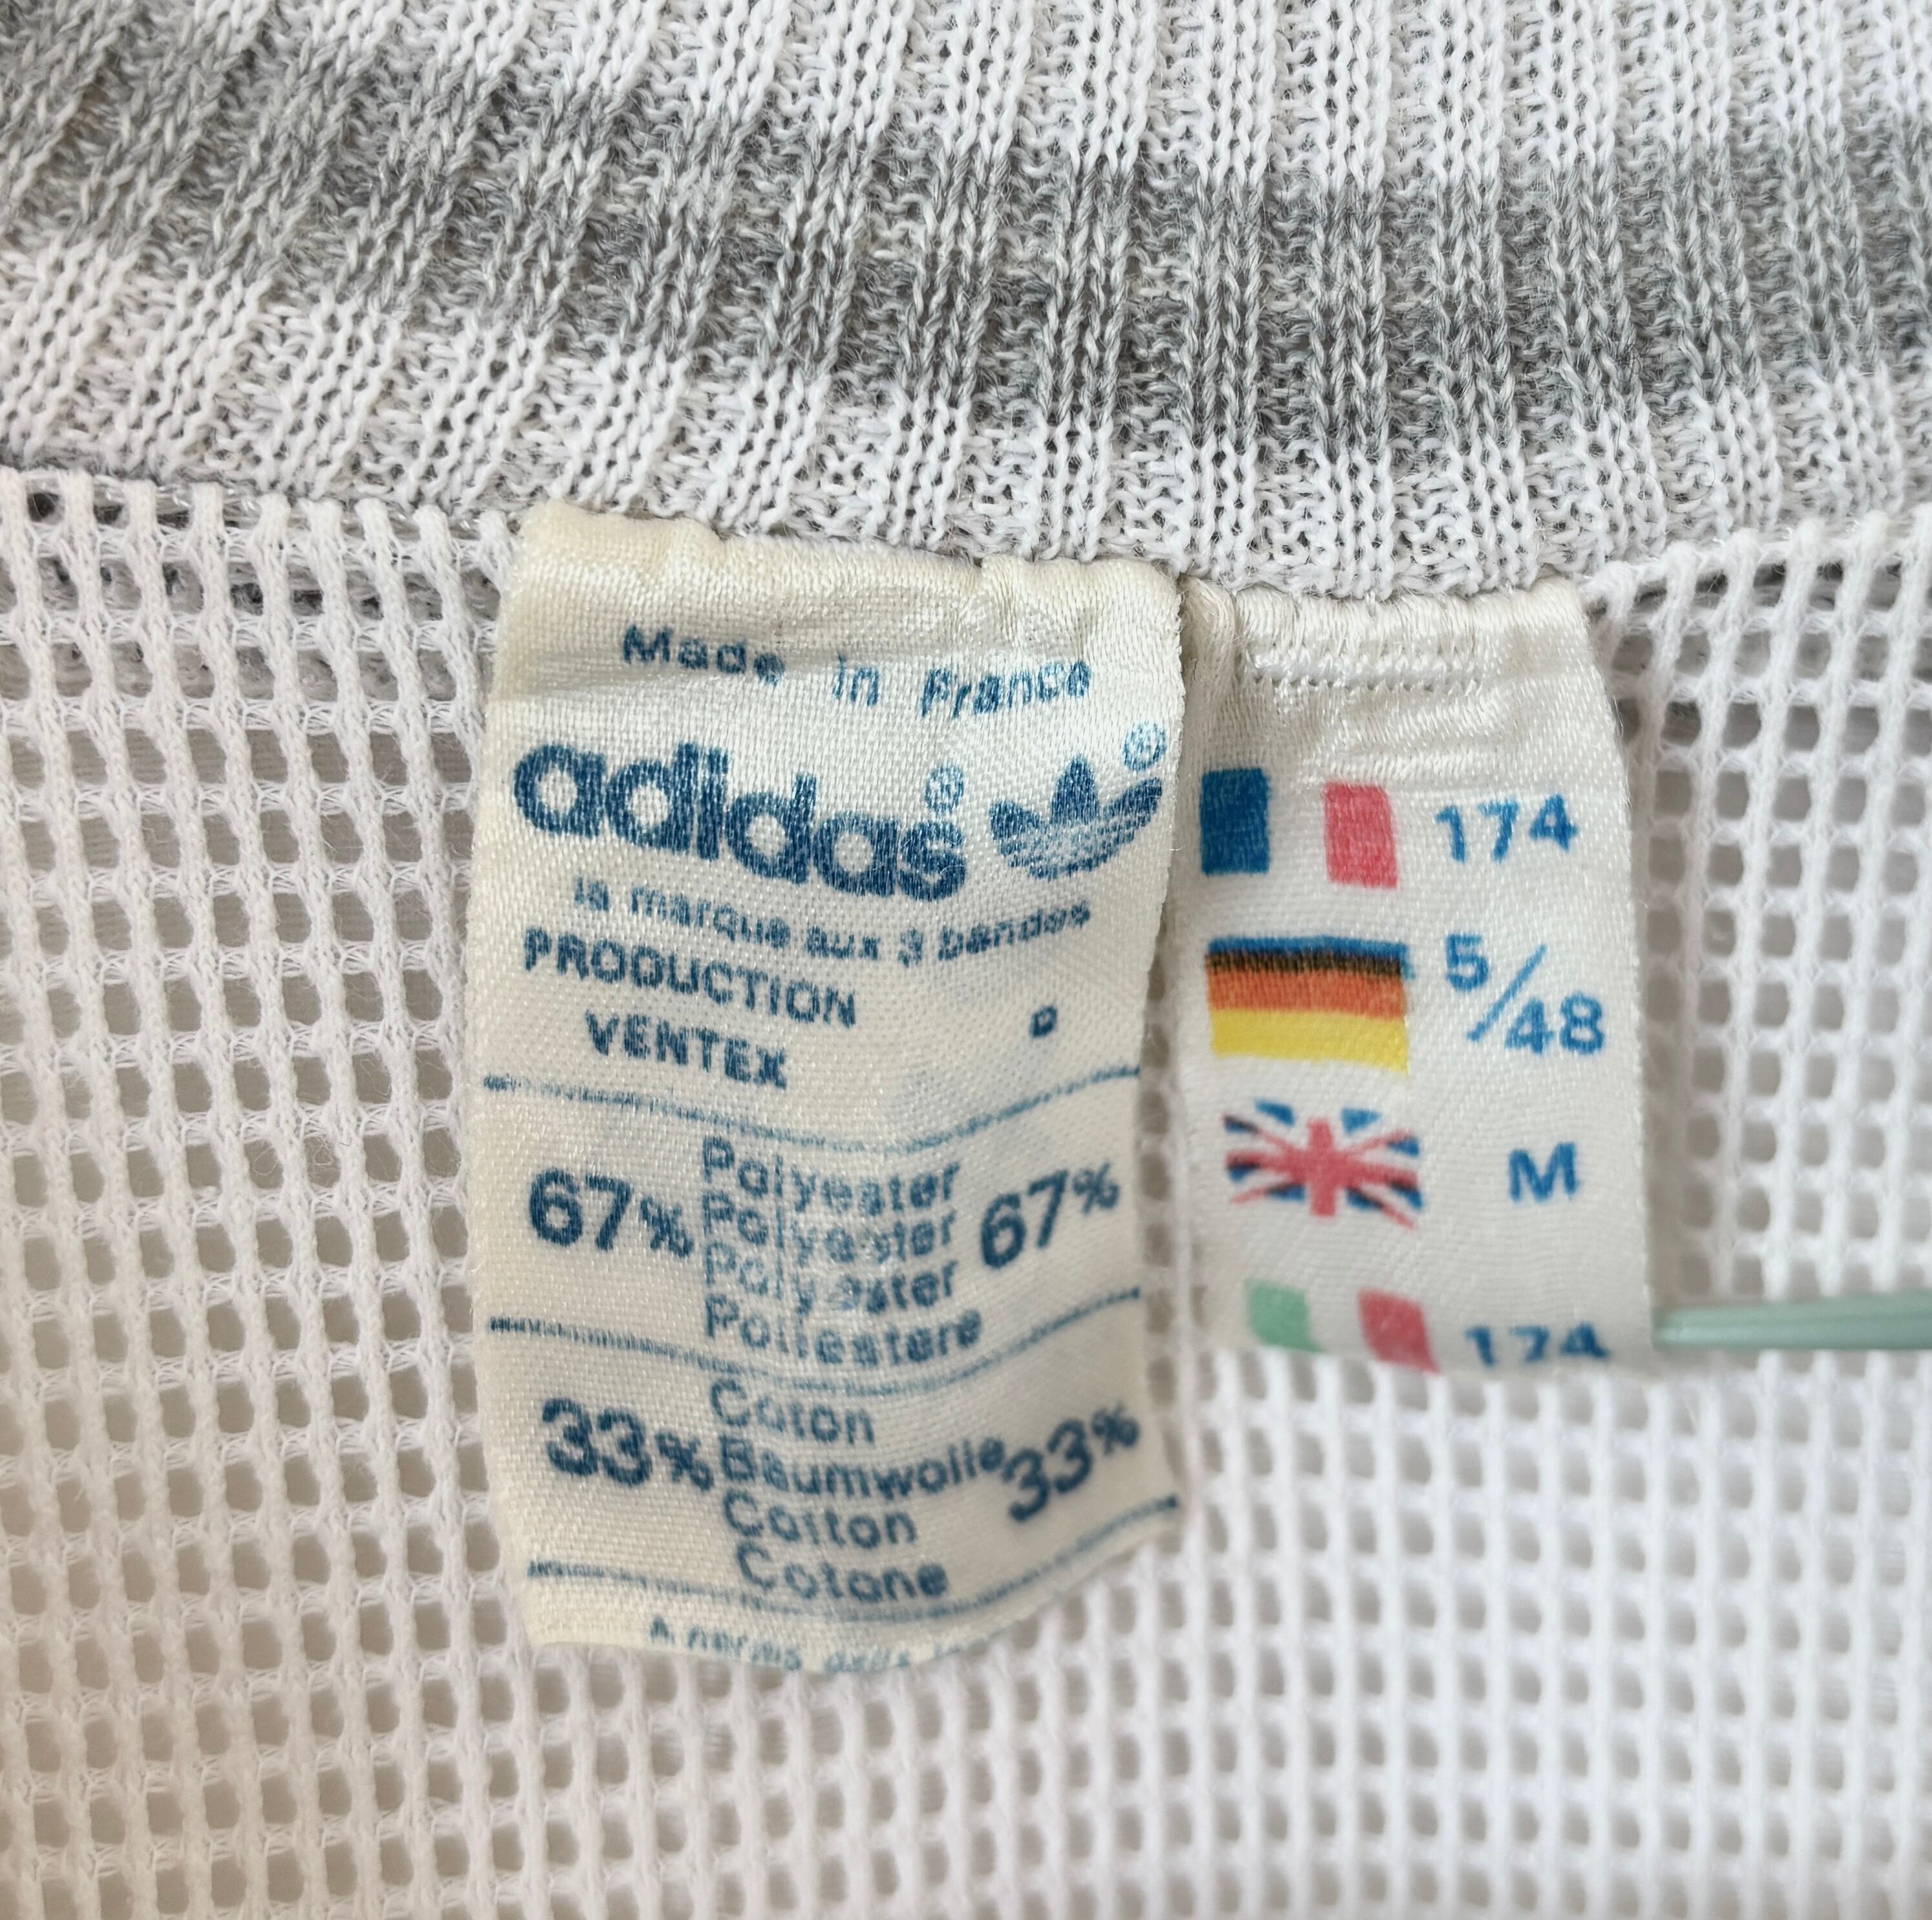 Made in France
adidas®
®
la marque aux 3 bandes
PRODUCTION
VENTEX
D
67% Polyester 67%
Polyester
Polyester
Poliestere
33% Coton 33%
Baumwolle
Cotton
Cotone
174
5/48
M
174